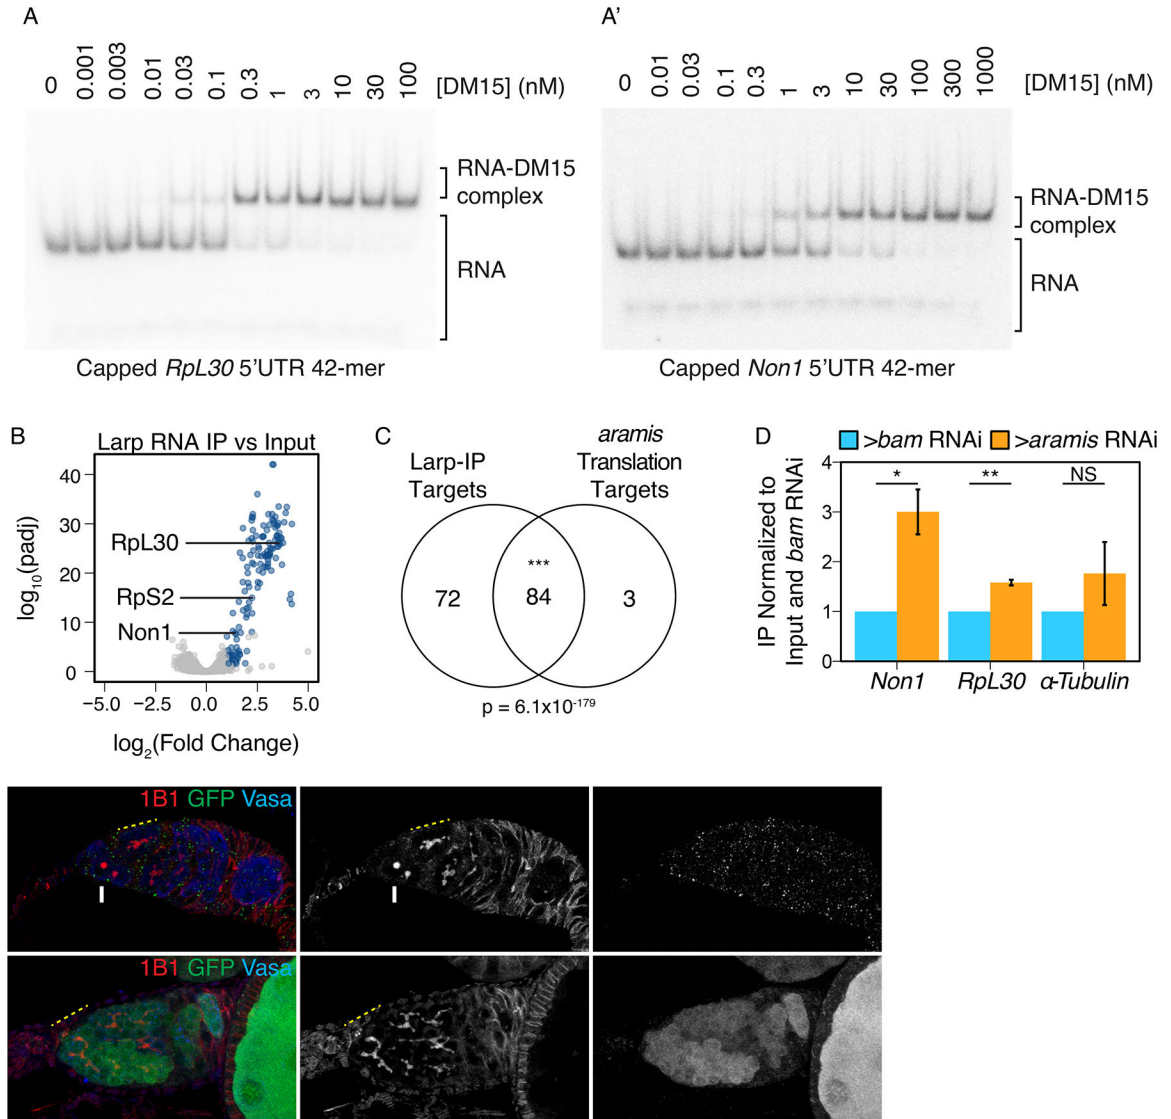 A
0 0.001 0.003 0.01 0.03 0.1 0.3 1 3 10 30 100 [DM15] (nM)
RNA-DM15
complex
RNA
Capped RpL30 5’UTR 42-mer
A'
0 0.01 0.03 0.1 0.3 1 3 10 30 100 300 1000 [DM15] (nM)
RNA-DM15
complex
RNA
Capped Non1 5’UTR 42-mer
B
Larp RNA IP vs Input
log10(padj)
40
30
20
10
0
RpL30
RpS2
Non1
−5.0 −2.5 0.0 2.5 5.0
log2(Fold Change)
C
Larp-IP
Targets
aramis
Translation
Targets
***
72 84 3
p = 6.1x10-179
D
>bam RNAi >aramis RNAi
IP Normalized to
Input and bam RNAi
4
3
2
1
0
* ** NS
Non1 RpL30 α-Tubulin
1B1 GFP Vasa
1B1 GFP Vasa